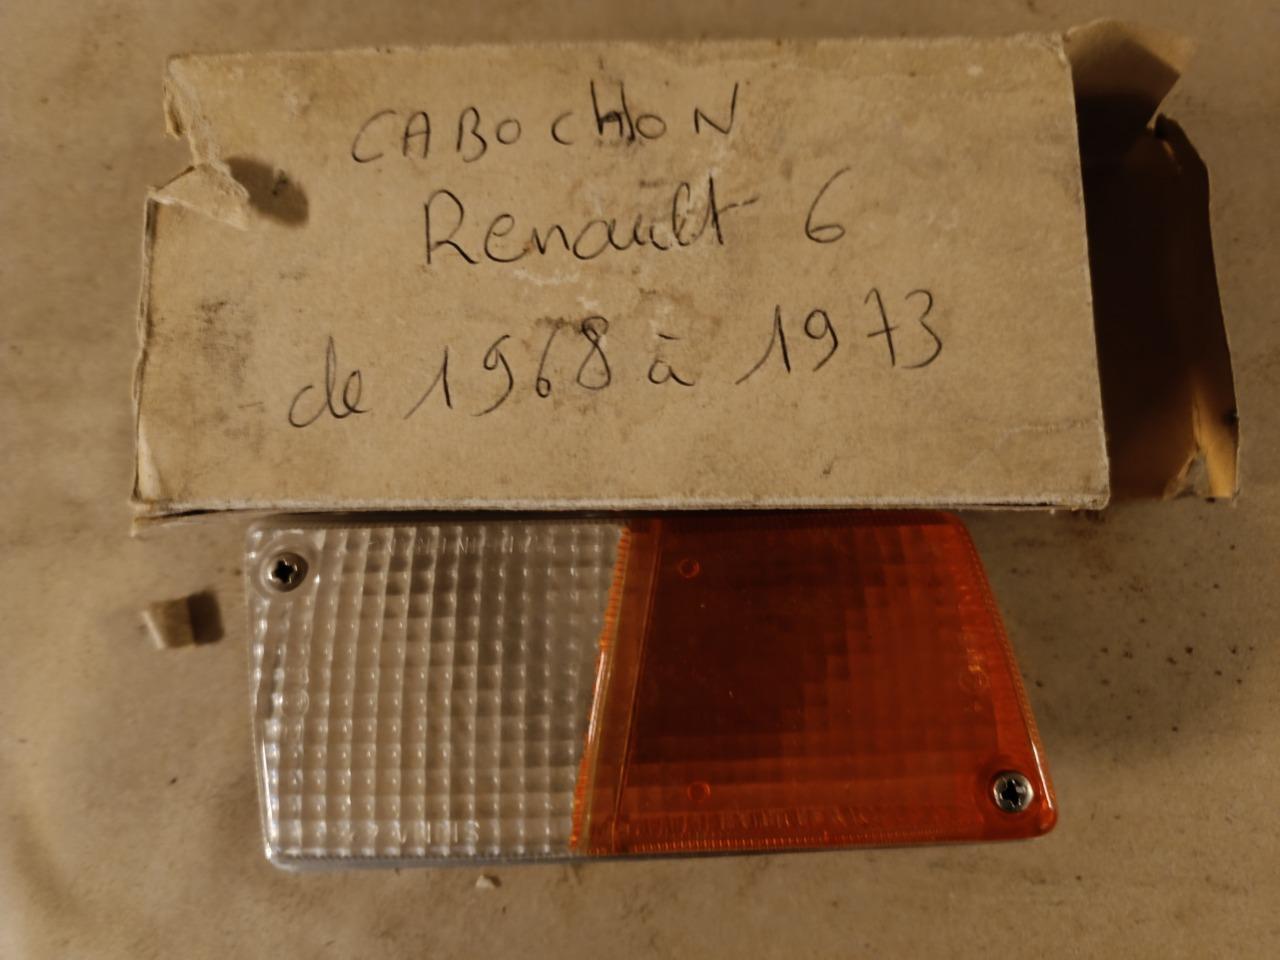 CABOCHON
Renault 6
de 1968 à 1973